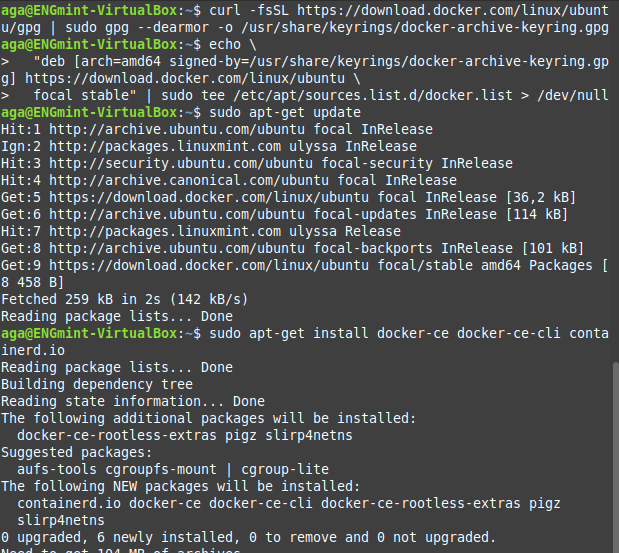 aga@ENGmint-VirtualBox:~$ curl -fsSL https://download.docker.com/linux/ubunt
u/gpg | sudo gpg --dearmor -o /usr/share/keyrings/docker-archive-keyring.gpg
aga@ENGmint-VirtualBox:~$ echo \
>   "deb [arch=amd64 signed-by=/usr/share/keyrings/docker-archive-keyring.gp
g] https://download.docker.com/linux/ubuntu \
>   focal stable" | sudo tee /etc/apt/sources.list.d/docker.list > /dev/null
aga@ENGmint-VirtualBox:~$ sudo apt-get update
Hit:1 http://archive.ubuntu.com/ubuntu focal InRelease
Ign:2 http://packages.linuxmint.com ulyssa InRelease
Hit:3 http://security.ubuntu.com/ubuntu focal-security InRelease
Hit:4 http://archive.canonical.com/ubuntu focal InRelease
Get:5 https://download.docker.com/linux/ubuntu focal InRelease [36,2 kB]
Get:6 http://archive.ubuntu.com/ubuntu focal-updates InRelease [114 kB]
Hit:7 http://packages.linuxmint.com ulyssa Release
Get:8 http://archive.ubuntu.com/ubuntu focal-backports InRelease [101 kB]
Get:9 https://download.docker.com/linux/ubuntu focal/stable amd64 Packages [
8 458 B]
Fetched 259 kB in 2s (142 kB/s)
Reading package lists... Done
aga@ENGmint-VirtualBox:~$ sudo apt-get install docker-ce docker-ce-cli conta
inerd.io
Reading package lists... Done
Building dependency tree
Reading state information... Done
The following additional packages will be installed:
  docker-ce-rootless-extras pigz slirp4netns
Suggested packages:
  aufs-tools cgroupfs-mount | cgroup-lite
The following NEW packages will be installed:
  containerd.io docker-ce docker-ce-cli docker-ce-rootless-extras pigz
  slirp4netns
0 upgraded, 6 newly installed, 0 to remove and 0 not upgraded.
Need to get 104 MB of archives.